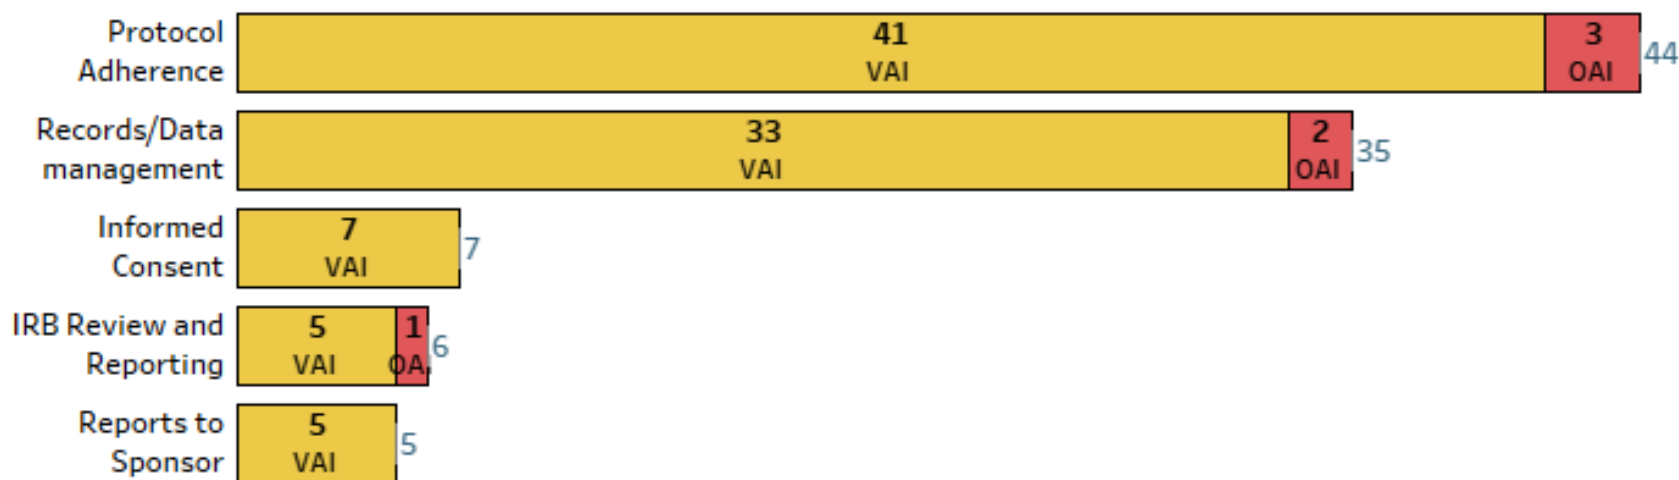 Protocol
Adherence
41
VAI
3
OAI
44
Records/Data
management
33
VAI
2
OAI
35
Informed
Consent
7
VAI
7
IRB Review and
Reporting
5
VAI
1
OAI
6
Reports to
Sponsor
5
VAI
5